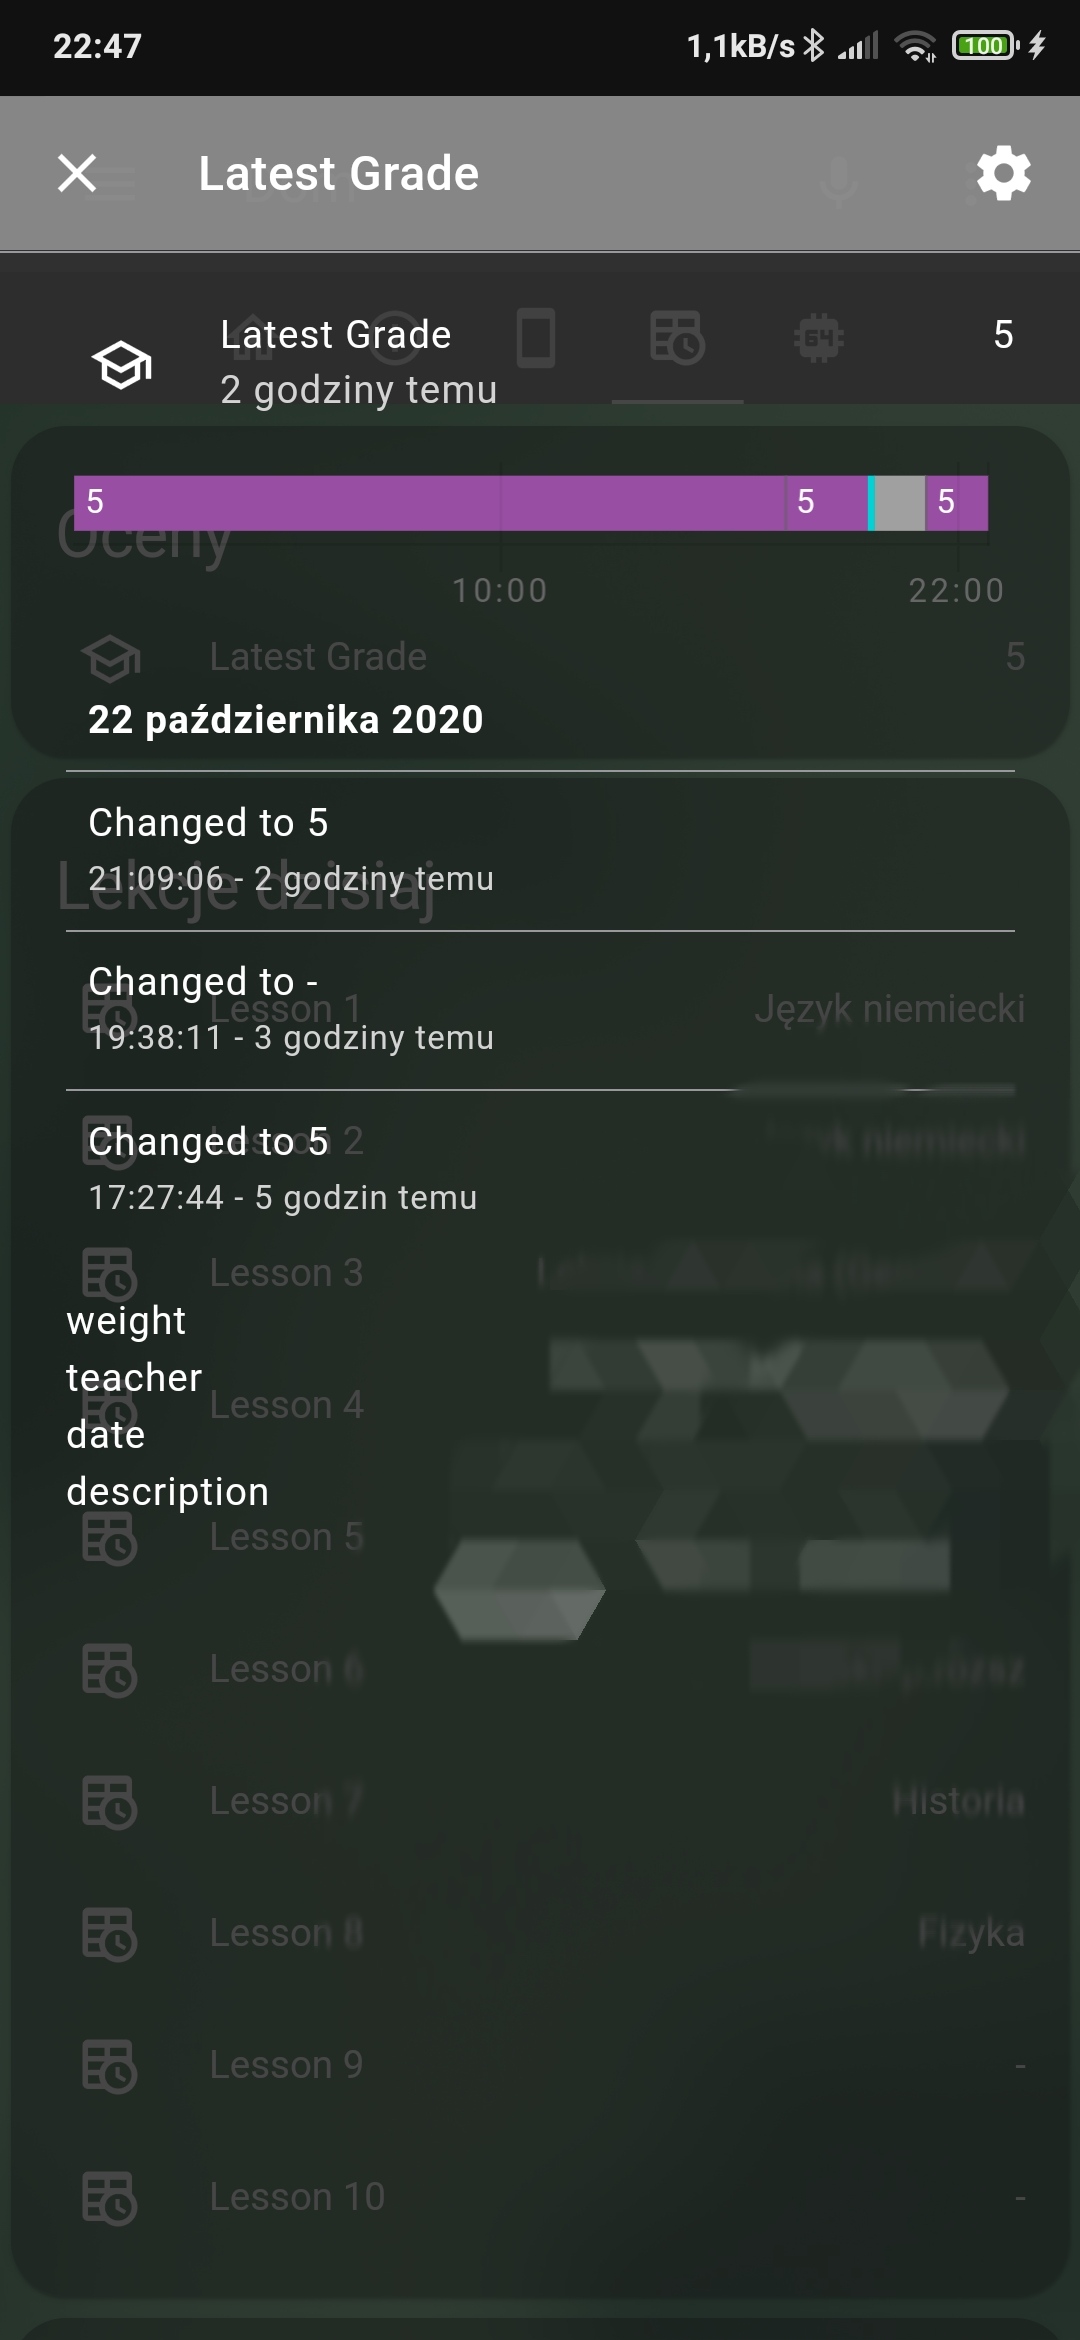 22:47
1,1kB/s
100
Latest Grade
Latest Grade
5
2 godziny temu
64
5
5
5
Oceny
10:00
22:00
Latest Grade
5
22 października 2020
Changed to 5
21:09:06 - 2 godziny temu
Lekcje dzisiaj
Changed to -
Lesson 1
Język niemiecki
19:38:11 - 3 godziny temu
Changed to 5
Lesson 2
niemiecki
17:27:44 - 5 godzin temu
Lesson 3
weight
teacher
Lesson 4
date
description
Lesson 5
Lesson 6
Lesson 7
Historia
Lesson 8
Fizyka
Lesson 9
-
Lesson 10
-